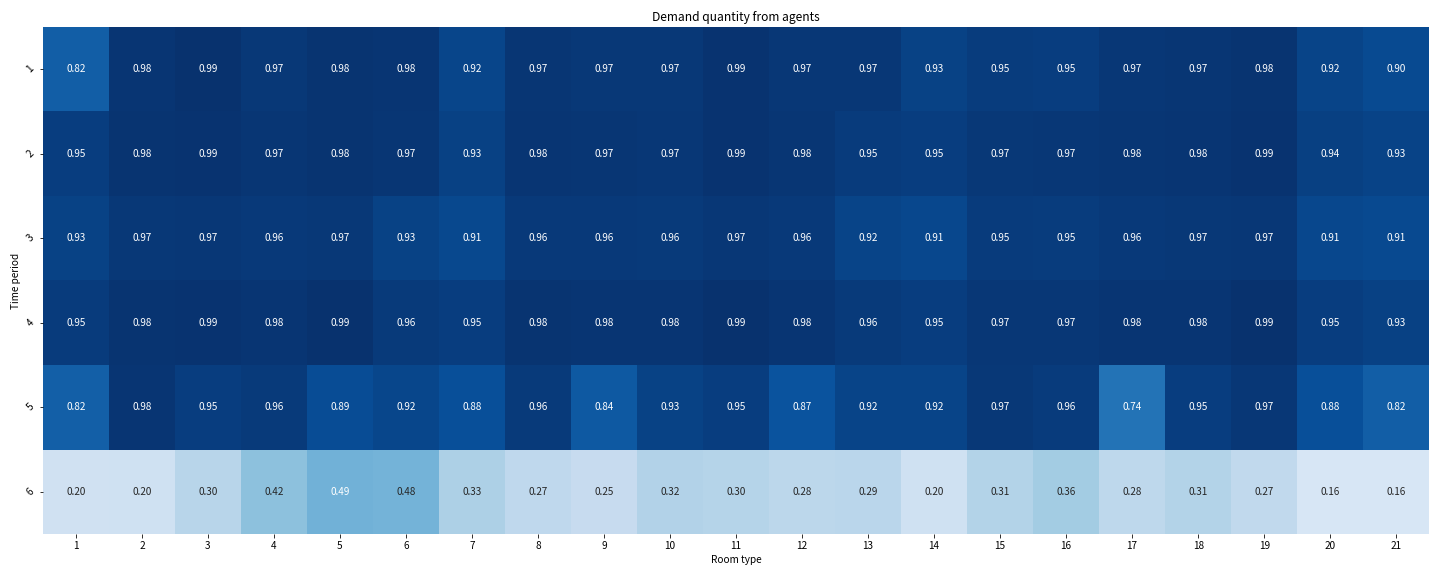 Demand quantity from agents
1 0.82 0.98 0.99 0.97 0.98 0.98 0.92 0.97 0.97 0.97 0.99 0.97 0.97 0.93 0.95 0.95 0.97 0.97 0.98 0.92 0.90
2 0.95 0.98 0.99 0.97 0.98 0.97 0.93 0.98 0.97 0.97 0.99 0.98 0.95 0.95 0.97 0.97 0.98 0.98 0.99 0.94 0.93
3 0.93 0.97 0.97 0.96 0.97 0.93 0.91 0.96 0.96 0.96 0.97 0.96 0.92 0.91 0.95 0.95 0.96 0.97 0.97 0.91 0.91
Time period
4 0.95 0.98 0.99 0.98 0.99 0.96 0.95 0.98 0.98 0.98 0.99 0.98 0.96 0.95 0.97 0.97 0.98 0.98 0.99 0.95 0.93
5 0.82 0.98 0.95 0.96 0.89 0.92 0.88 0.96 0.84 0.93 0.95 0.87 0.92 0.92 0.97 0.96 0.74 0.95 0.97 0.88 0.82
6 0.20 0.20 0.30 0.42 0.49 0.48 0.33 0.27 0.25 0.32 0.30 0.28 0.29 0.20 0.31 0.36 0.28 0.31 0.27 0.16 0.16
1 2 3 4 5 6 7 8 9 10 11 12 13 14 15 16 17 18 19 20 21
Room type